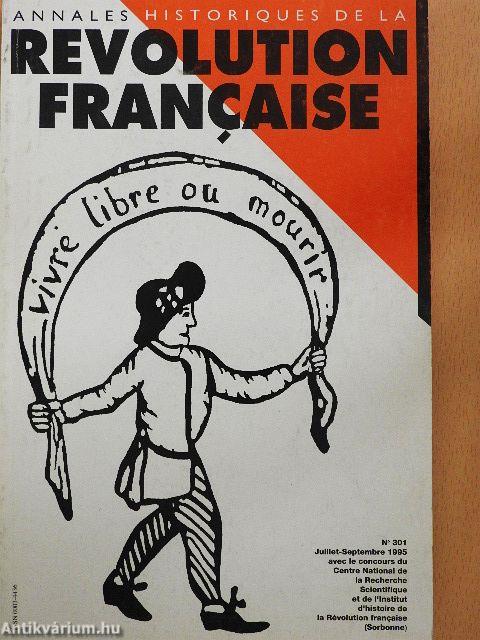 ANNALES HISTORIQUES DE LA
REVOLUTION
FRANÇAISE
vivre libre ou mourir
N° 301
Juillet-Septembre 1995
avec le concours du
Centre National de
la Recherche
Scientifique
et de l'Institut
d'histoire de
la Révolution française
(Sorbonne)
Antikvárium.hu